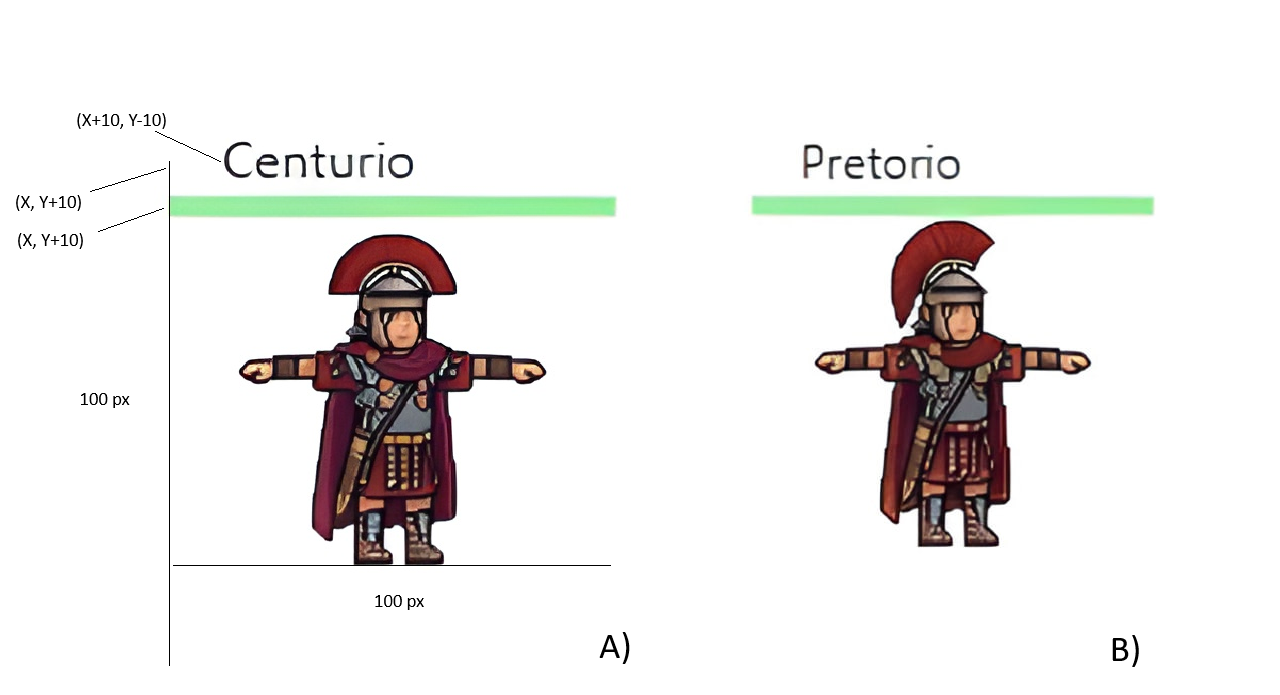 (X+10, Y-10)
Centurio
Pretorio
(X, Y+10)
(X, Y+10)
100 px
100 px
A)
B)